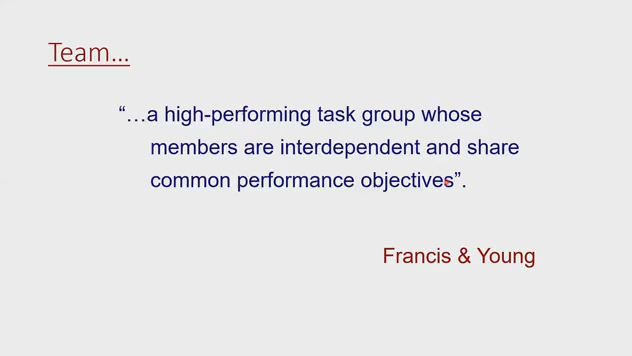 Team...
“...a high-performing task group whose
members are interdependent and share
common performance objectives”.
Francis & Young